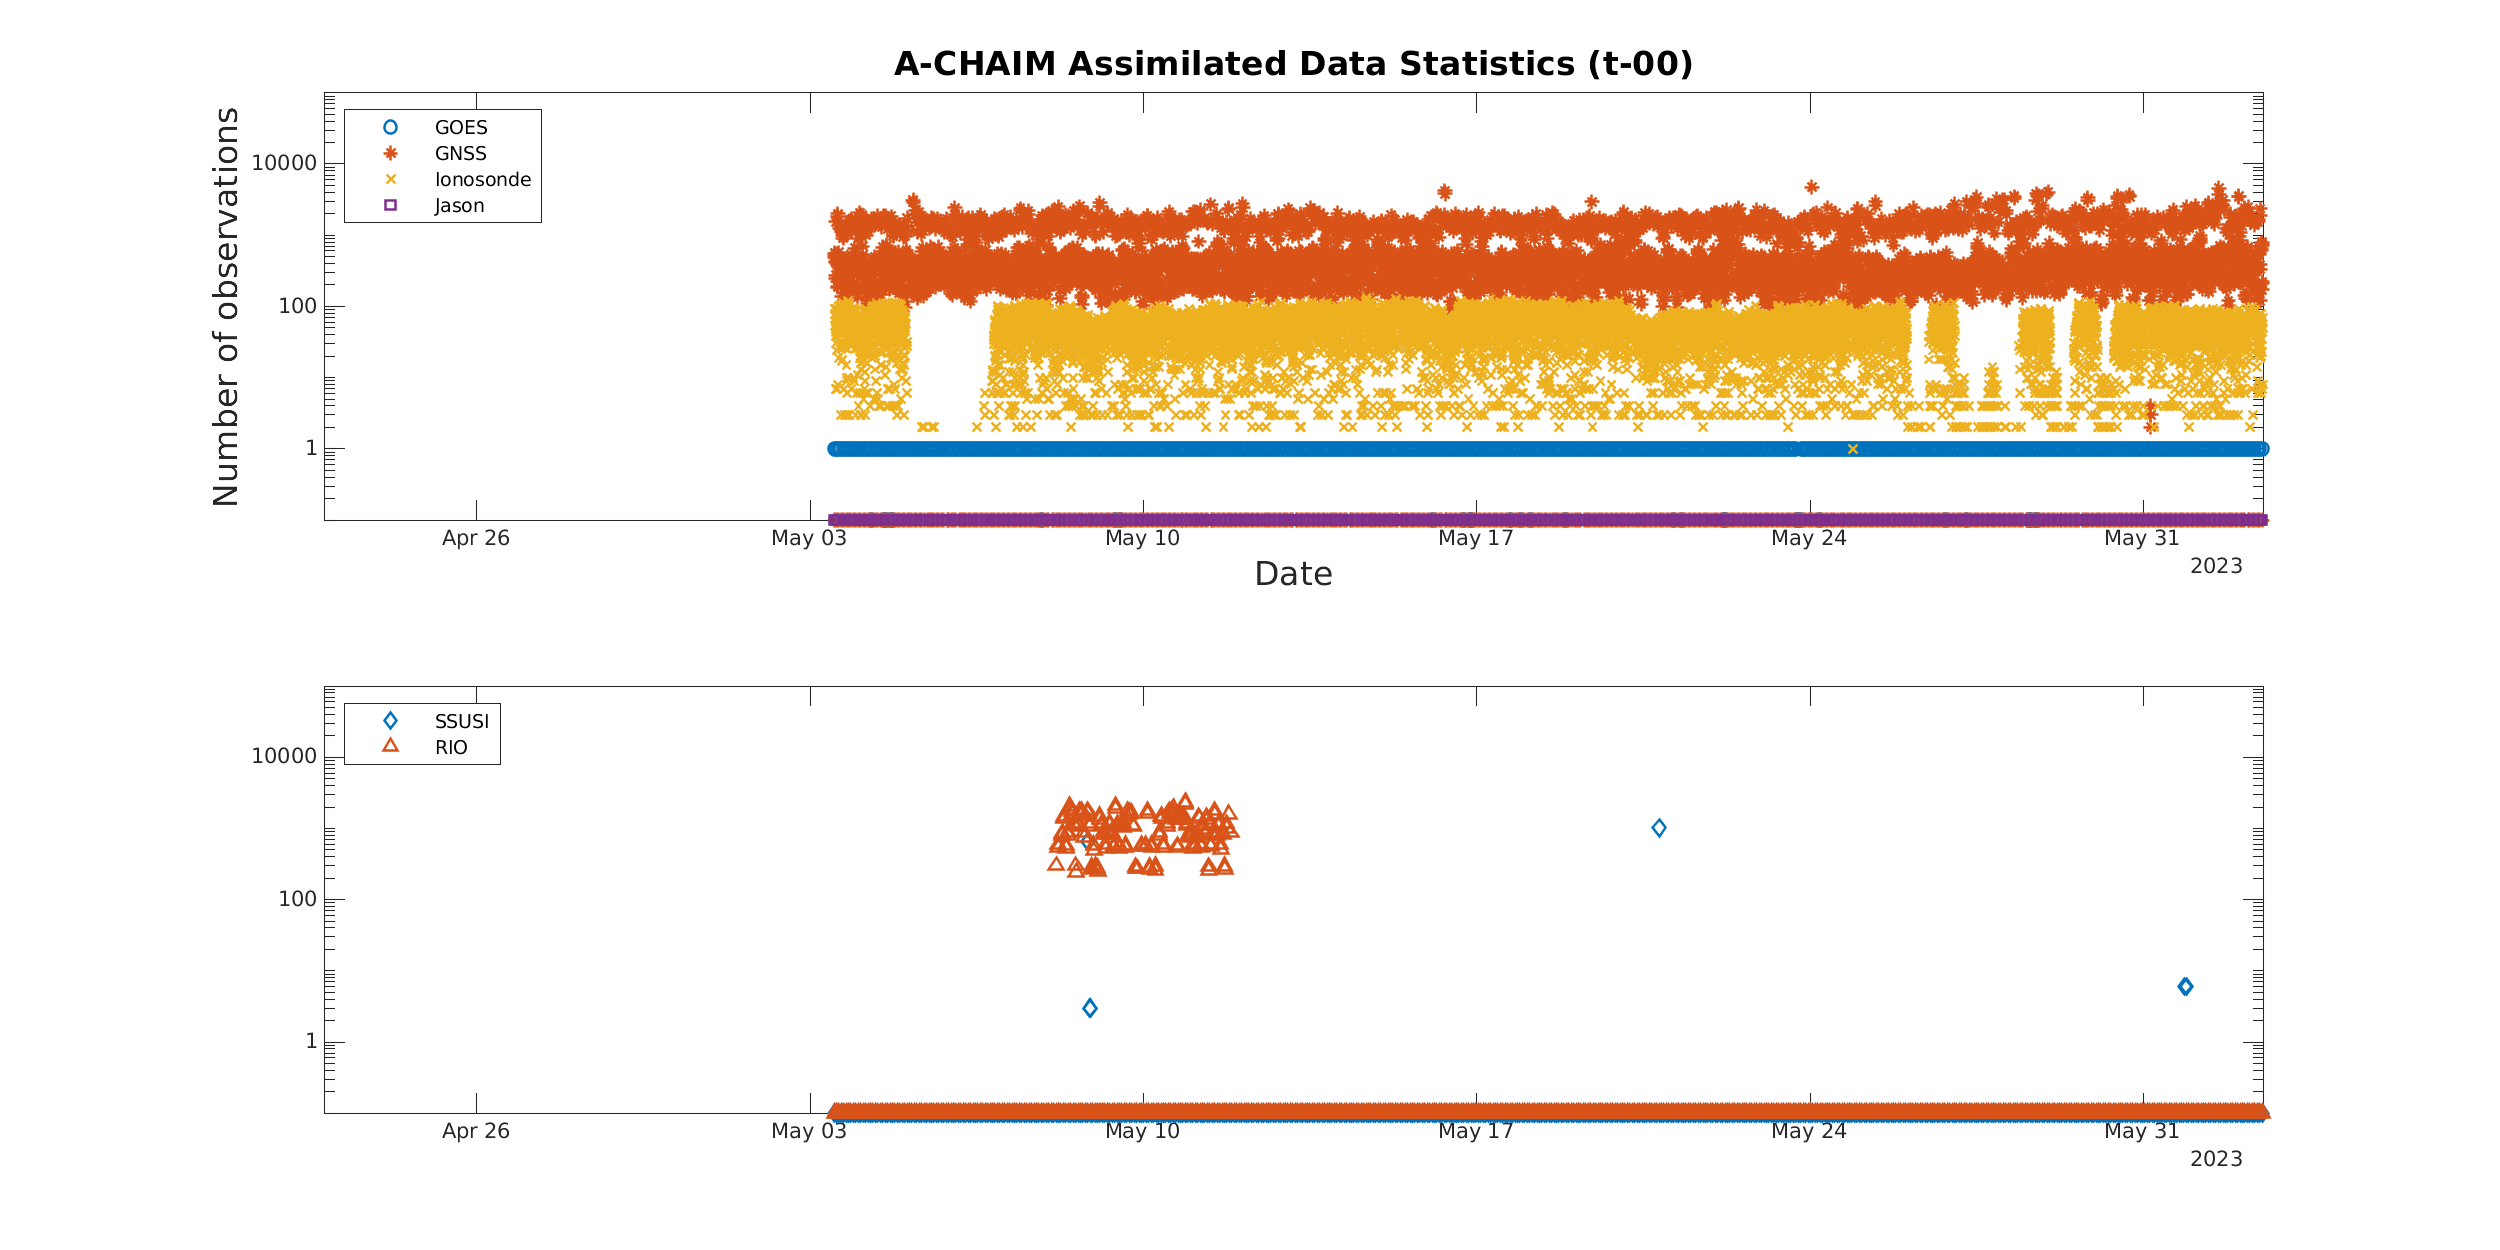 A-CHAIM Assimilated Data Statistics (t-00)
Number of observations
10000
100
1
GOES
GNSS
Ionosonde
Jason
Apr 26 May 03 May 10 May 17 May 24 May 31
2023
Date
10000
100
1
SSUSI
RIO
Apr 26 May 03 May 10 May 17 May 24 May 31
2023